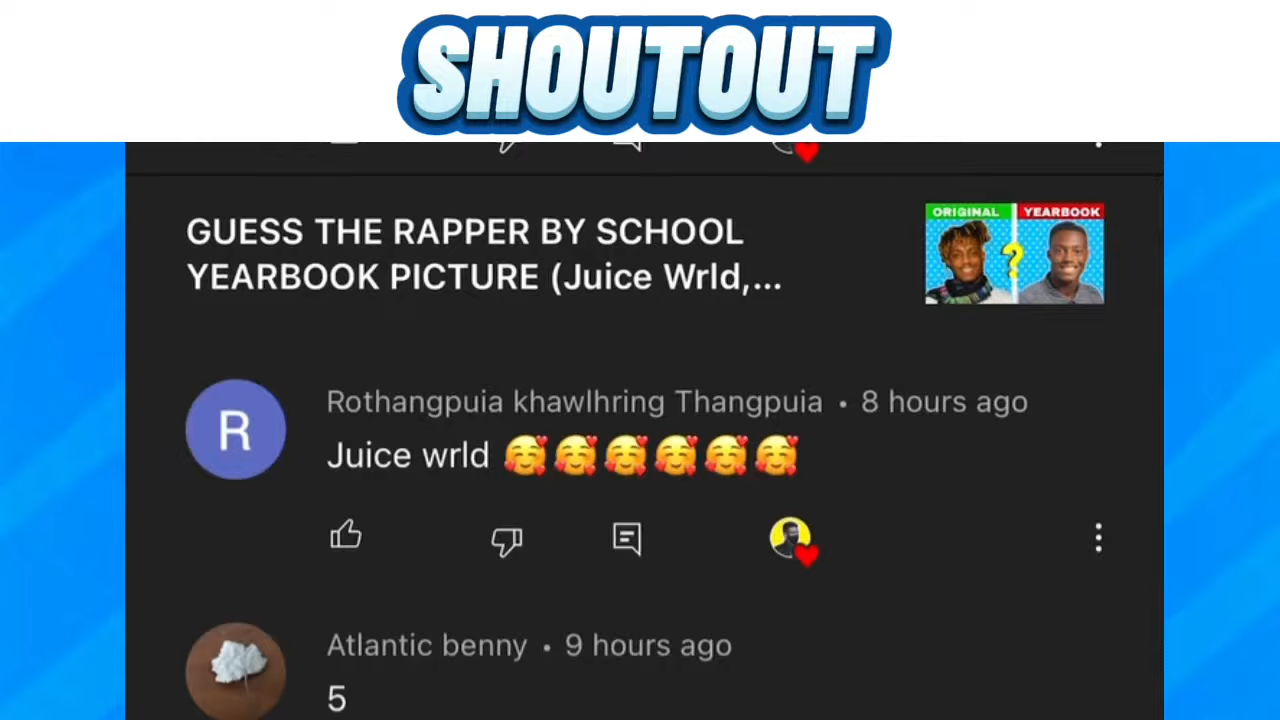 SHOUTOUT
GUESS THE RAPPER BY SCHOOL
YEARBOOK PICTURE (Juice Wrld,...
ORIGINAL
YEARBOOK
?
R
Rothangpuia khawlhring Thangpuia • 8 hours ago
Juice wrld 🥰🥰🥰🥰🥰🥰
Atlantic benny • 9 hours ago
5